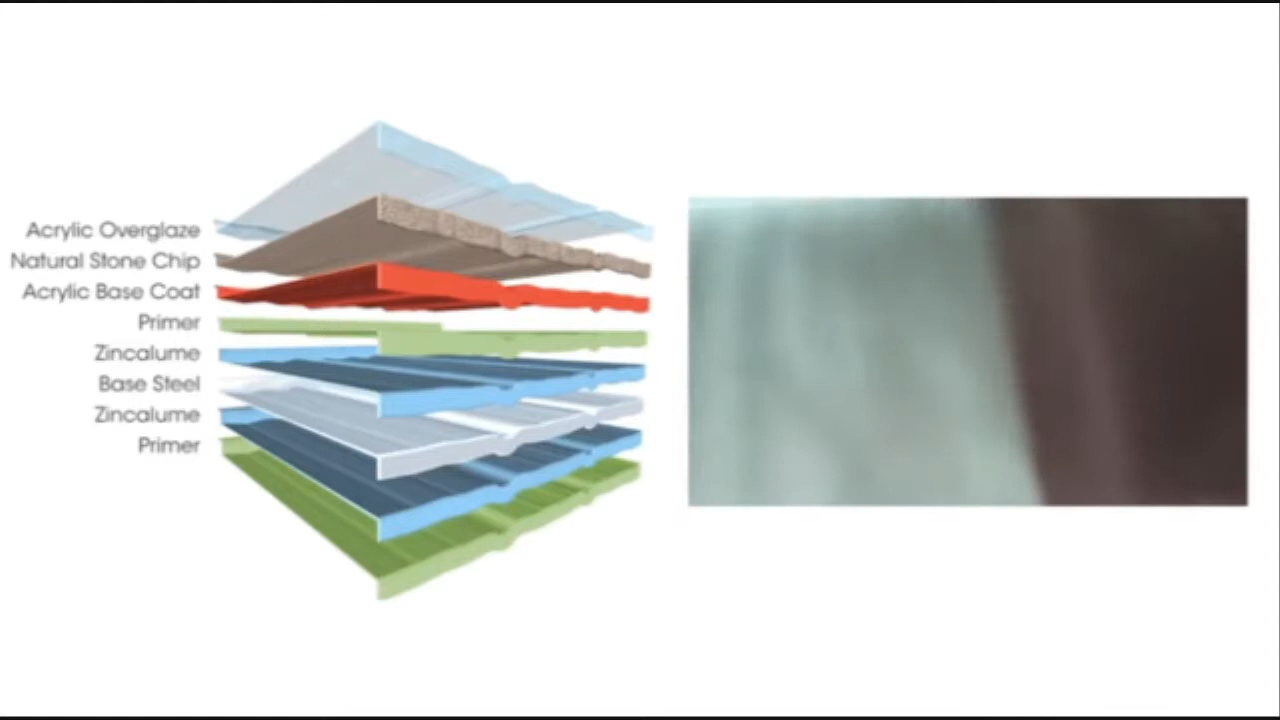 Acrylic Overglaze
Natural Stone Chip
Acrylic Base Coat
Primer
Zincalume
Base Steel
Zincalume
Primer